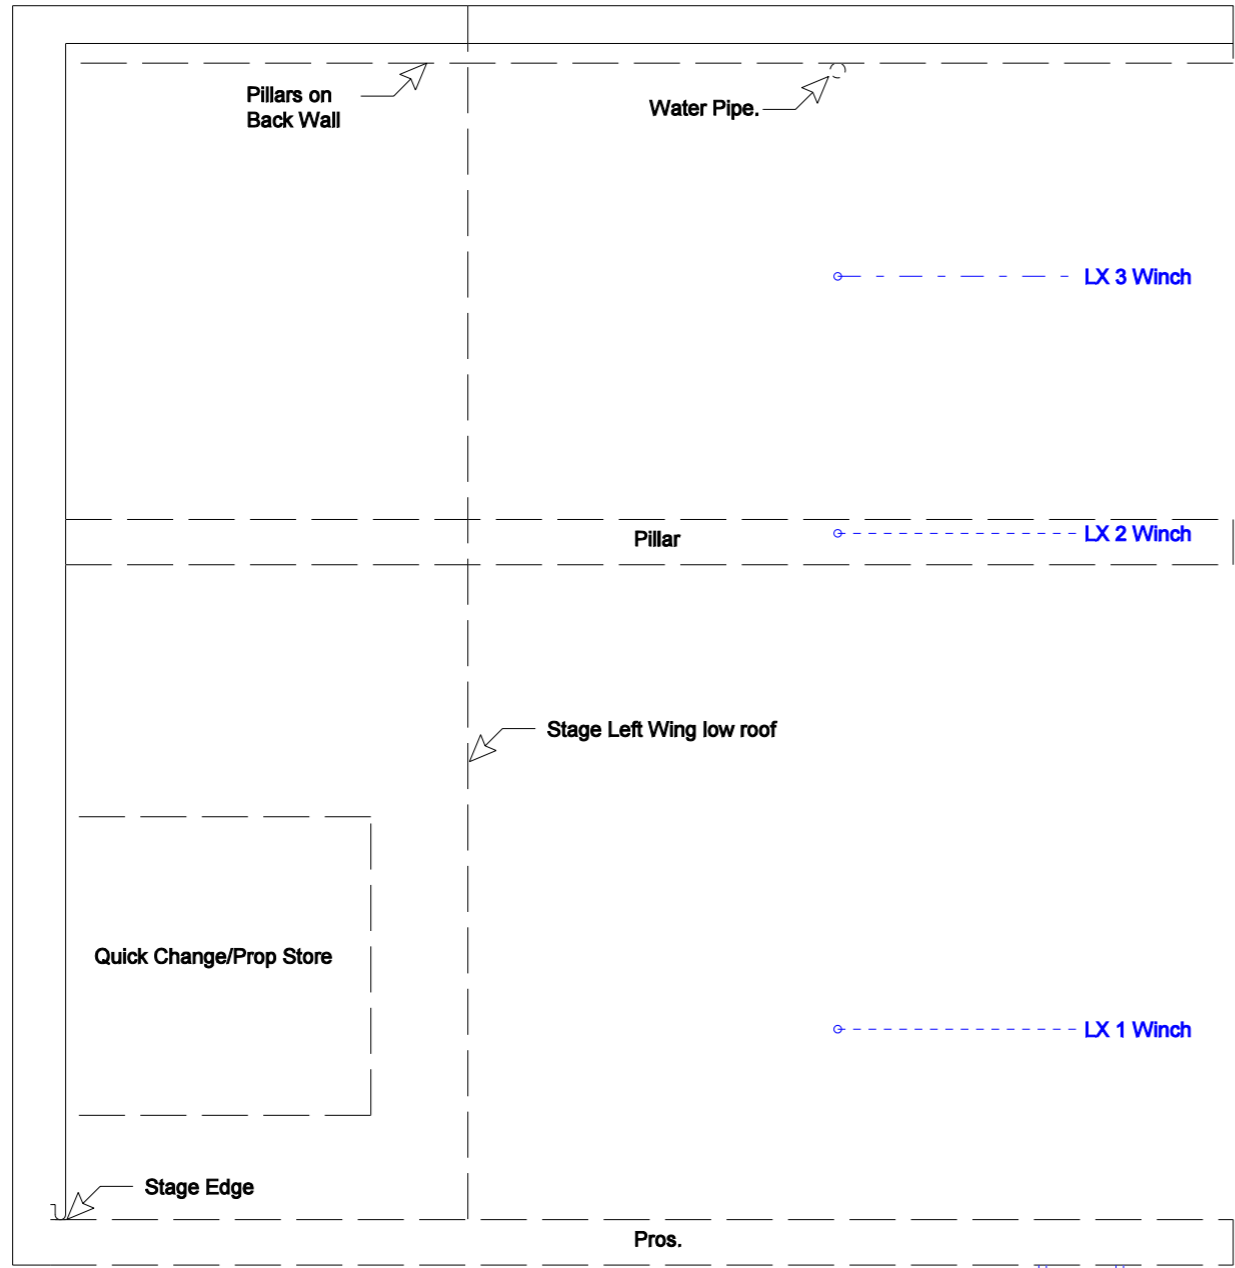 Pillars on
Back Wall
Water Pipe.
LX 3 Winch
Pillar
LX 2 Winch
Stage Left Wing low roof
Quick Change/Prop Store
LX 1 Winch
Stage Edge
Pros.